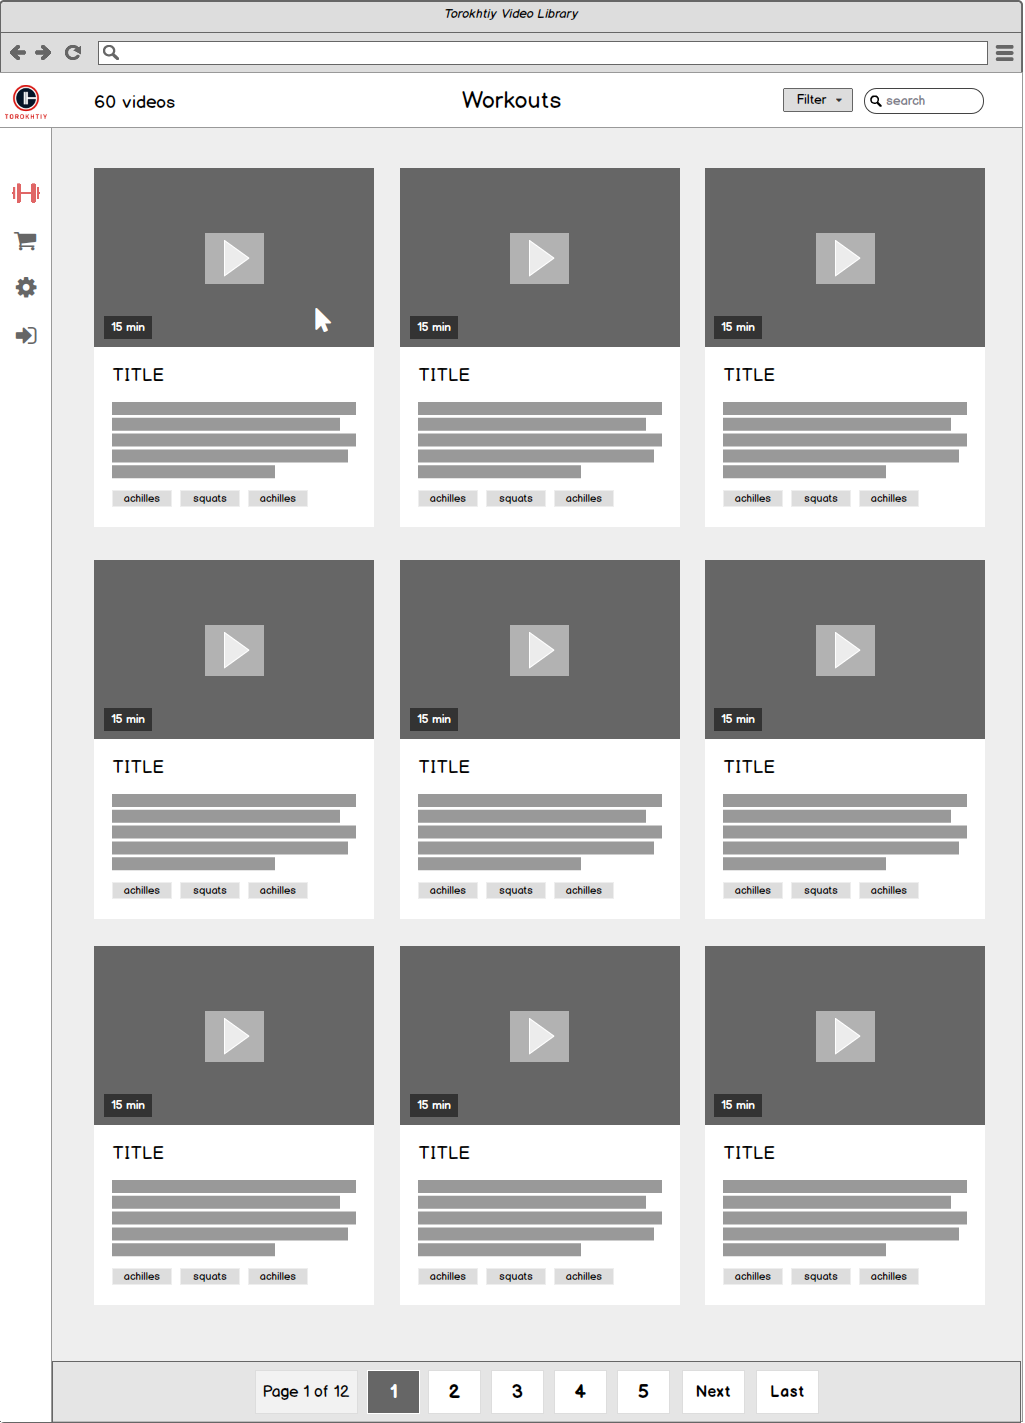 Torokhtiy Video Library
TOROKHTIY
60 videos
Workouts
Filter
search
15 min
15 min
15 min
TITLE
TITLE
TITLE
achilles squats achilles
achilles squats achilles
achilles squats achilles
15 min
15 min
15 min
TITLE
TITLE
TITLE
achilles squats achilles
achilles squats achilles
achilles squats achilles
15 min
15 min
15 min
TITLE
TITLE
TITLE
achilles squats achilles
achilles squats achilles
achilles squats achilles
Page 1 of 12 1 2 3 4 5 Next Last